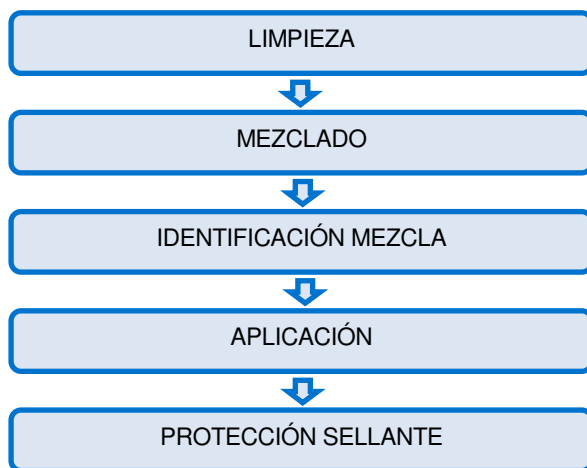 LIMPIEZA
MEZCLADO
IDENTIFICACIÓN MEZCLA
APLICACIÓN
PROTECCIÓN SELLANTE